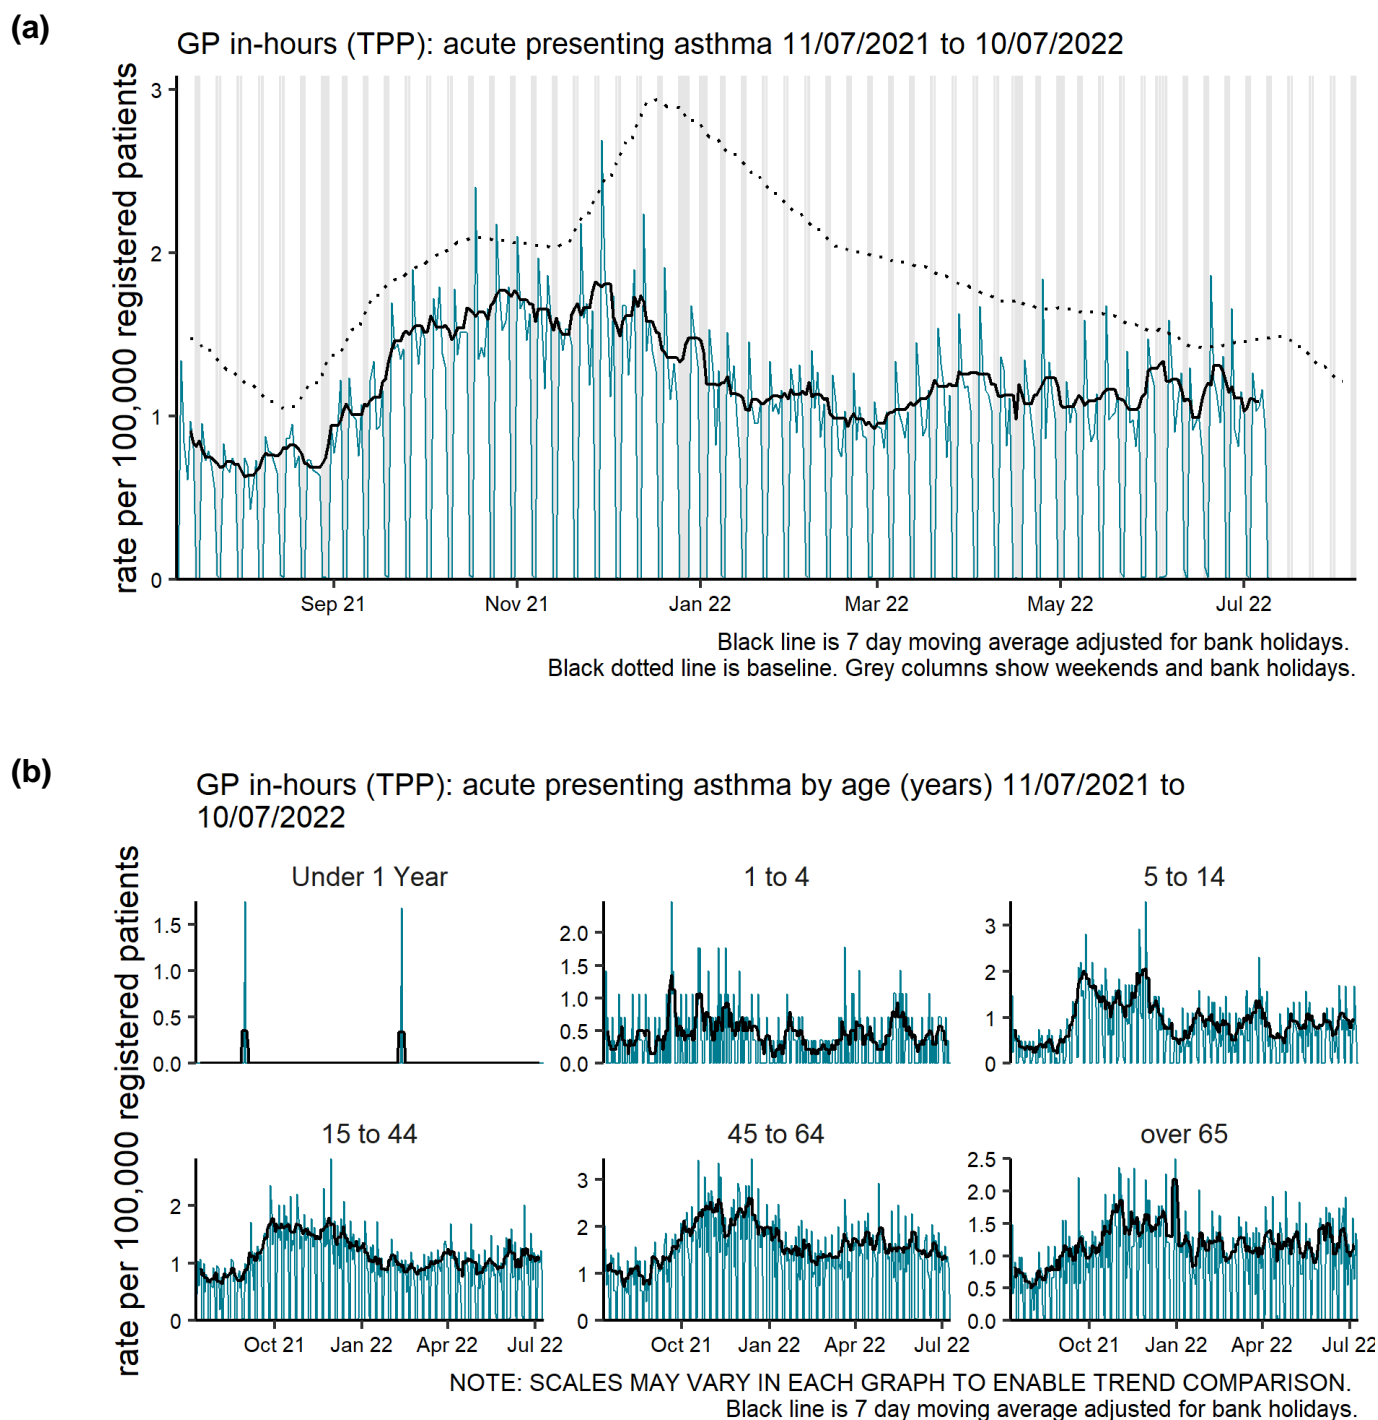 (a)
GP in-hours (TPP): acute presenting asthma 11/07/2021 to 10/07/2022
rate per 100,000 registered patients
3
2
1
0
Sep 21 Nov 21 Jan 22 Mar 22 May 22 Jul 22
Black line is 7 day moving average adjusted for bank holidays.
Black dotted line is baseline. Grey columns show weekends and bank holidays.
(b)
GP in-hours (TPP): acute presenting asthma by age (years) 11/07/2021 to
10/07/2022
rate per 100,000 registered patients
Under 1 Year
1.5
1.0
0.5
0.0
1 to 4
2.0
1.5
1.0
0.5
0.0
5 to 14
3
2
1
0
15 to 44
2
1
0
Oct 21 Jan 22 Apr 22 Jul 22
45 to 64
3
2
1
0
Oct 21 Jan 22 Apr 22 Jul 22
over 65
2.5
2.0
1.5
1.0
0.5
0.0
Oct 21 Jan 22 Apr 22 Jul 22
NOTE: SCALES MAY VARY IN EACH GRAPH TO ENABLE TREND COMPARISON.
Black line is 7 day moving average adjusted for bank holidays.